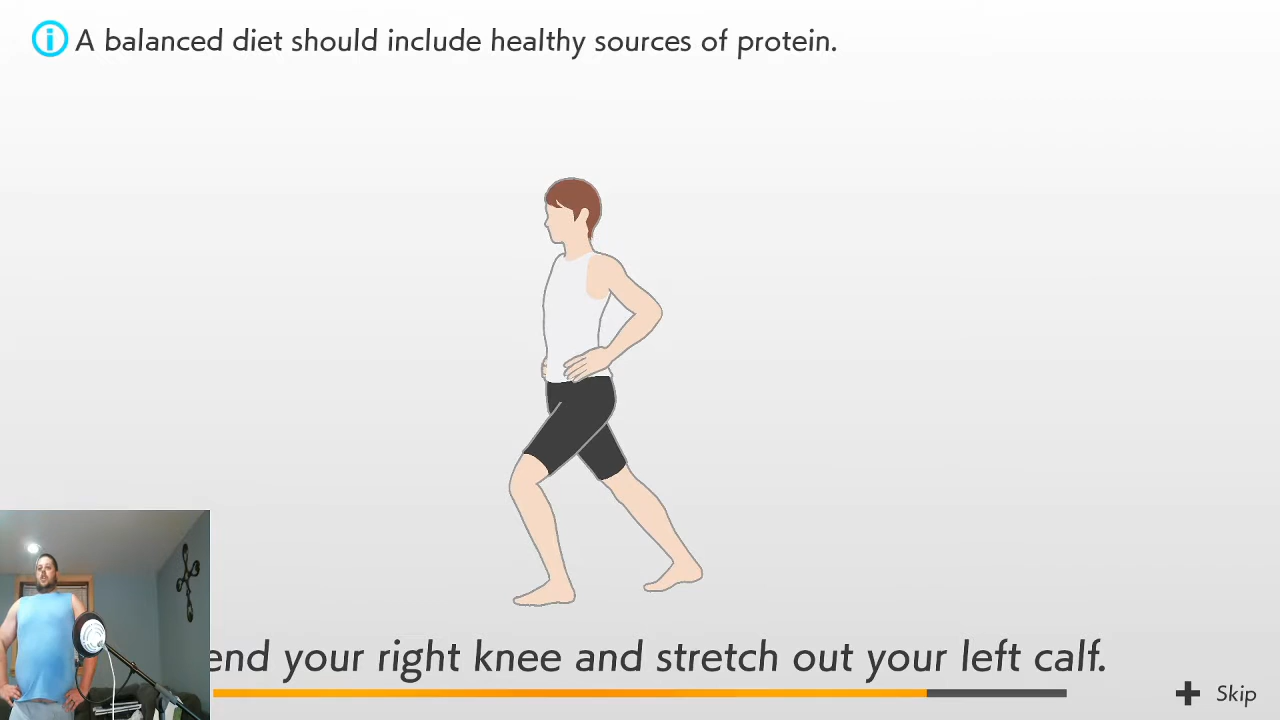 A balanced diet should include healthy sources of protein.
end your right knee and stretch out your left calf.
Skip